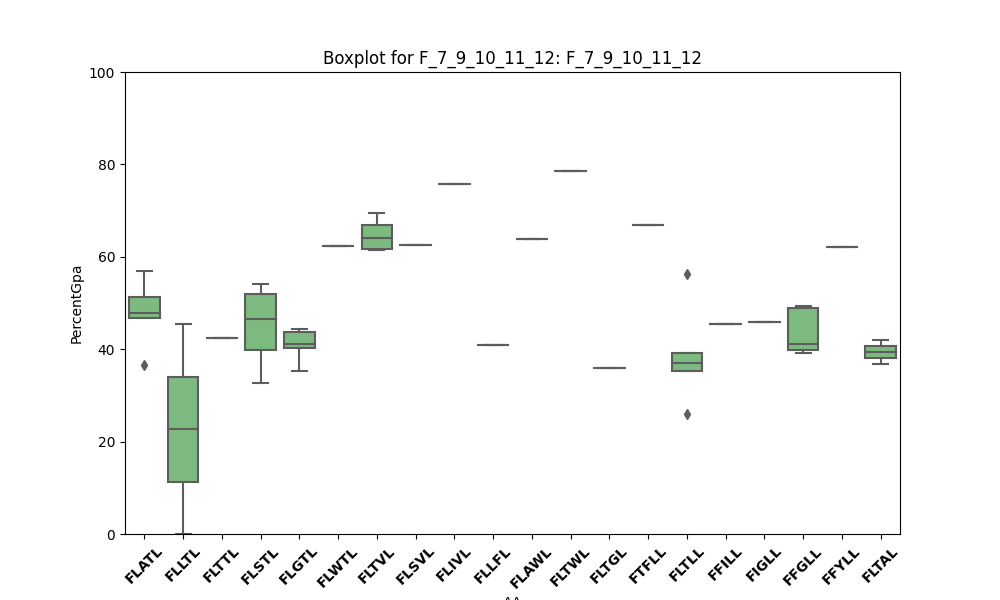 Boxplot for F_7_9_10_11_12: F_7_9_10_11_12
PercentGpa
100
80
60
40
20
0
FLATL
FLLTL
FLTTL
FLSTL
FLGTL
FLWTL
FLTVL
FLSVL
FLIVL
FLLFL
FLAWL
FLTWL
FLTGL
FTFLL
FLTLL
FFILL
FIGLL
FFGLL
FFYLL
FLTAL